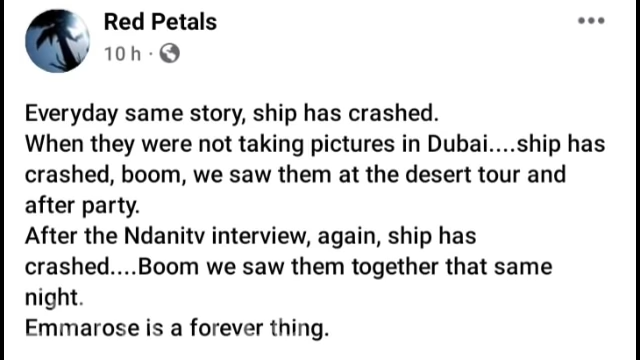 Red Petals
10 h ·
Everyday same story, ship has crashed.
When they were not taking pictures in Dubai....ship has
crashed, boom, we saw them at the desert tour and
after party.
After the Ndanitv interview, again, ship has
crashed....Boom we saw them together that same
night.
Emmarose is a forever thing.